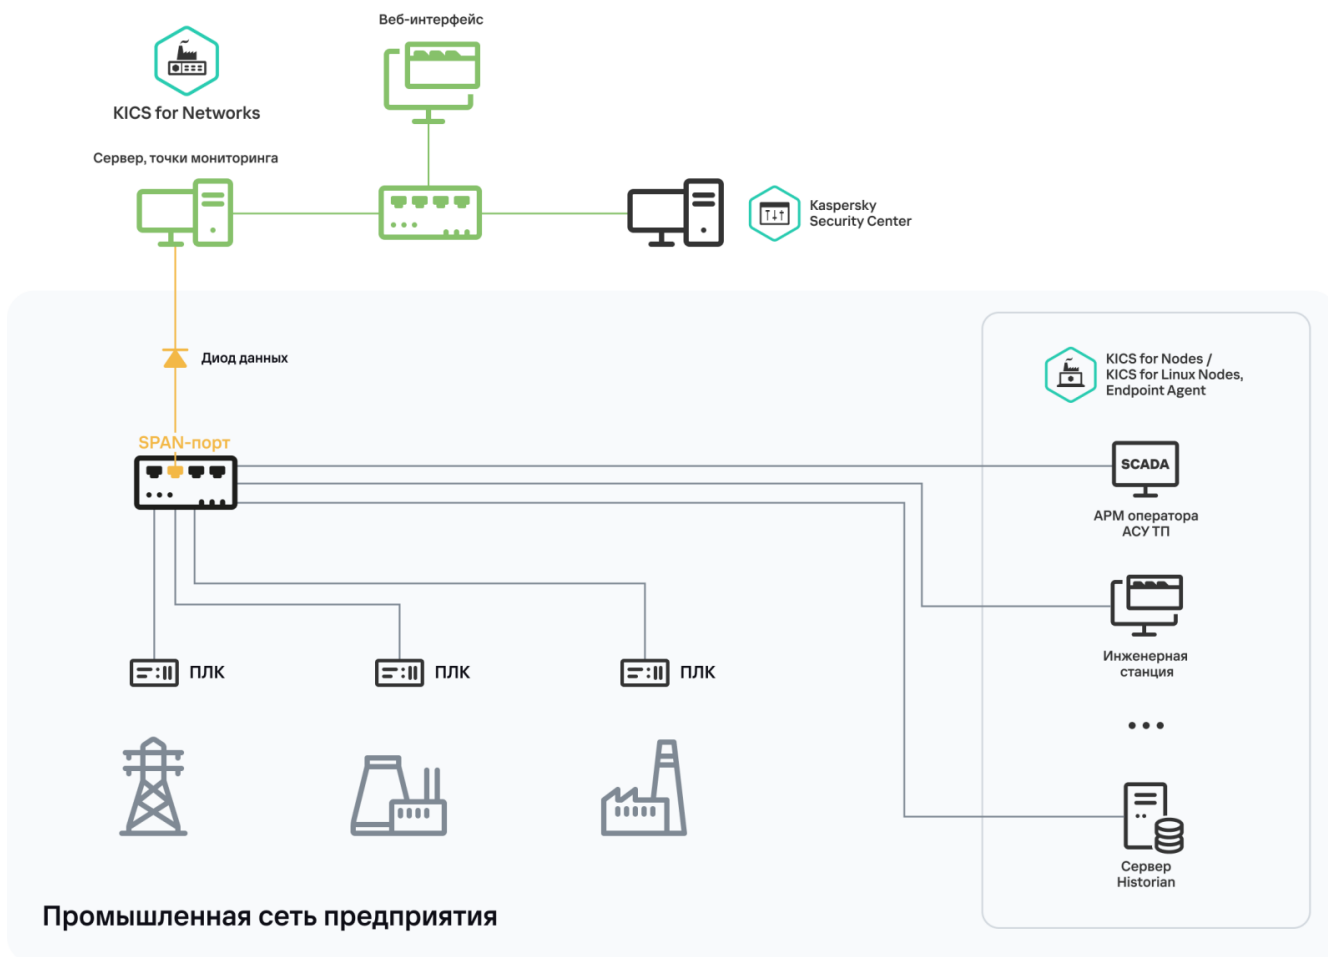 Веб-интерфейс
KICS for Networks
Сервер, точки мониторинга
Kaspersky
Security Center
Диод данных
SPAN-порт
KICS for Nodes /
KICS for Linux Nodes,
Endpoint Agent
SCADA
АРМ оператора
АСУ ТП
Инженерная
станция
ПЛК
ПЛК
ПЛК
Сервер
Historian
Промышленная сеть предприятия